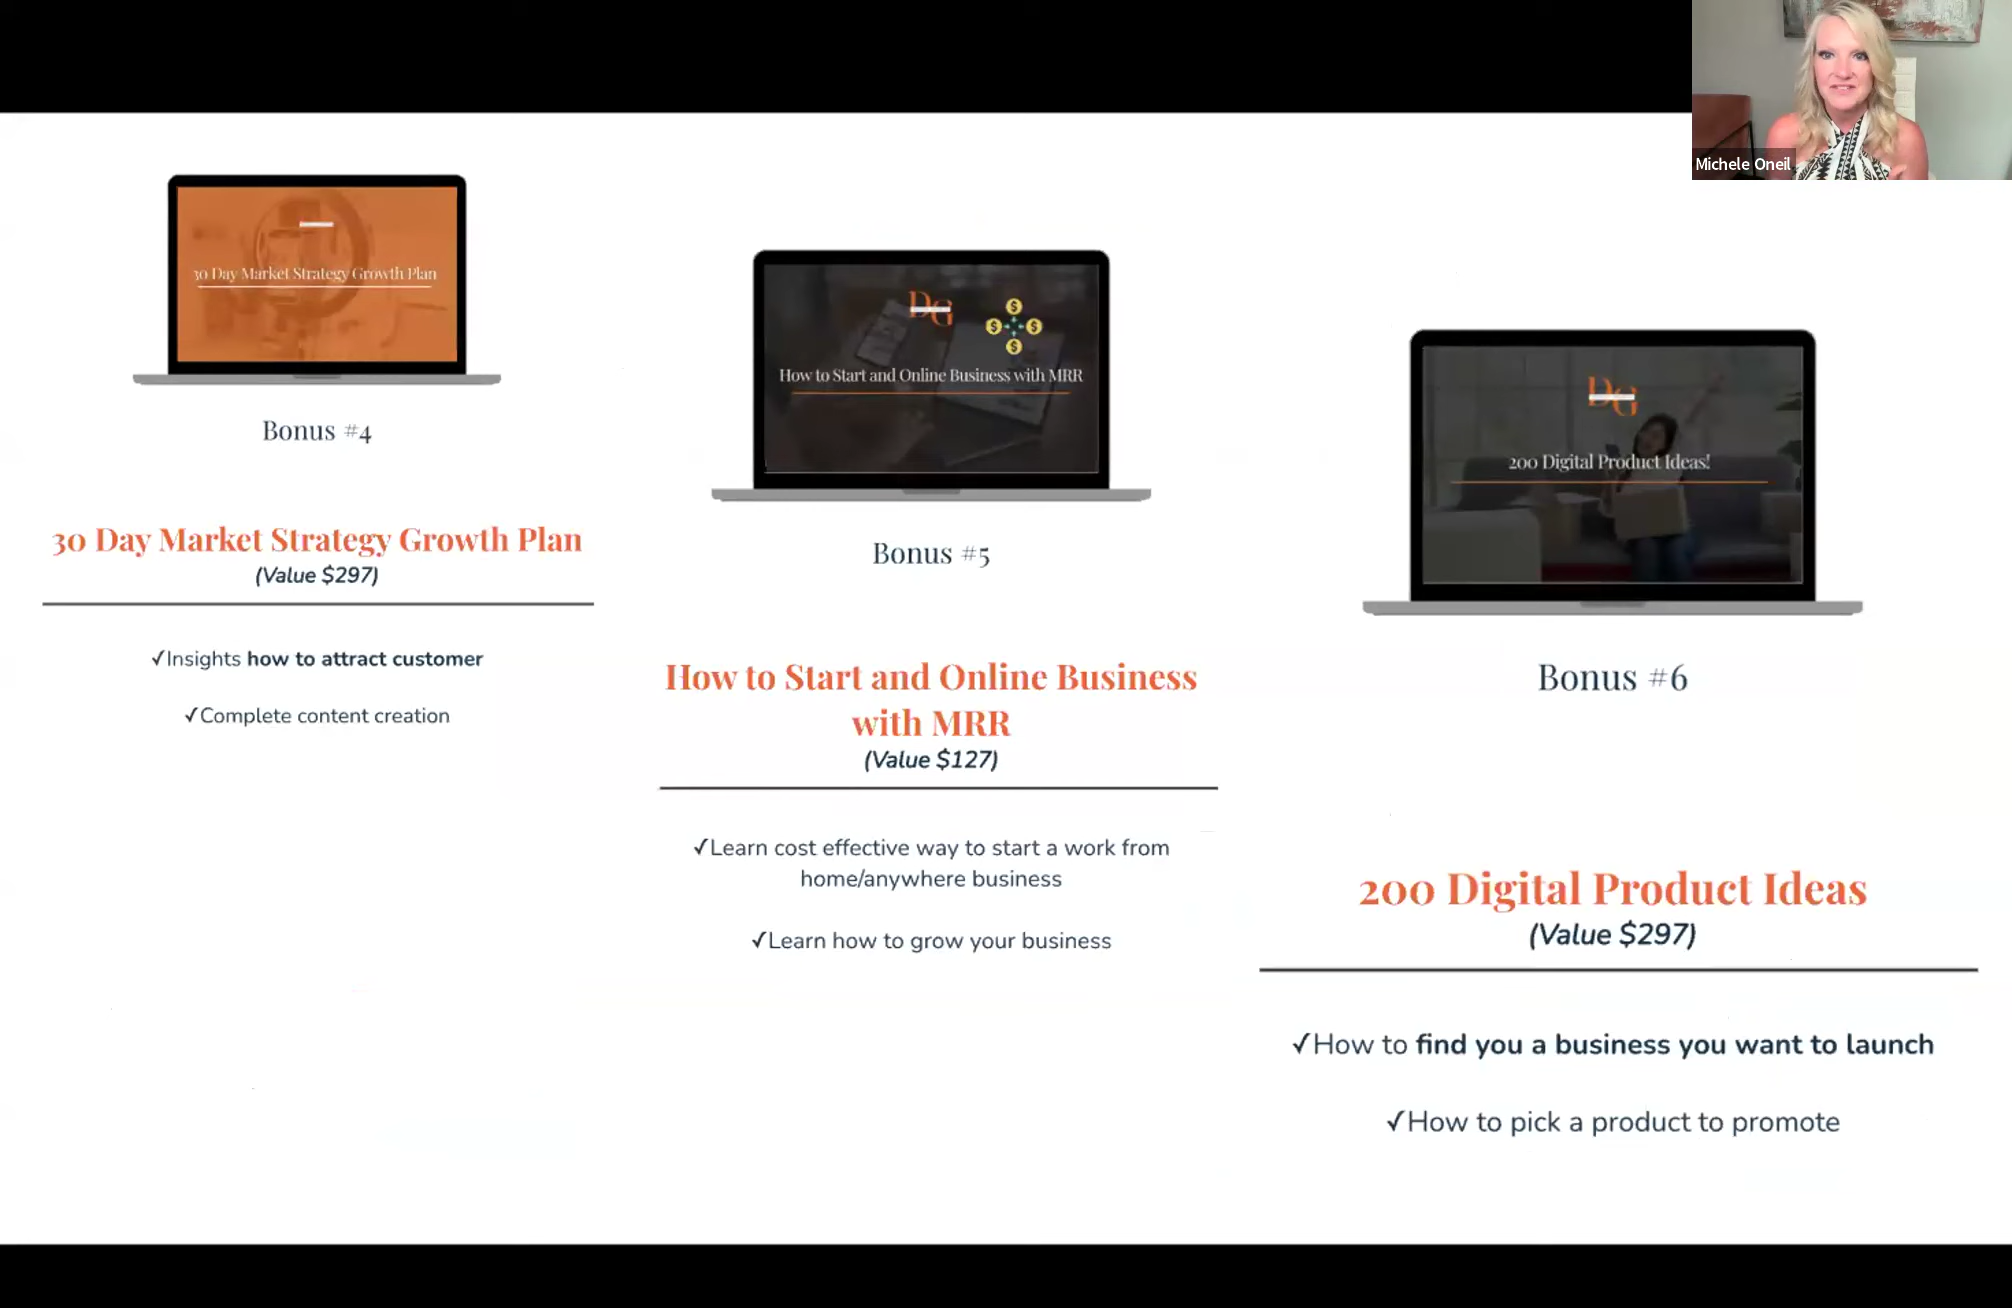 Michele Oneil
30 Day Market Strategy Growth Plan
Bonus #4
30 Day Market Strategy Growth Plan
(Value $297)
✓Insights how to attract customer
✓Complete content creation
DG
How to Start and Online Business with MRR
Bonus #5
How to Start and Online Business
with MRR
(Value $127)
✓Learn cost effective way to start a work from
home/anywhere business
✓Learn how to grow your business
DG
200 Digital Product Ideas!
Bonus #6
200 Digital Product Ideas
(Value $297)
✓How to find you a business you want to launch
✓How to pick a product to promote